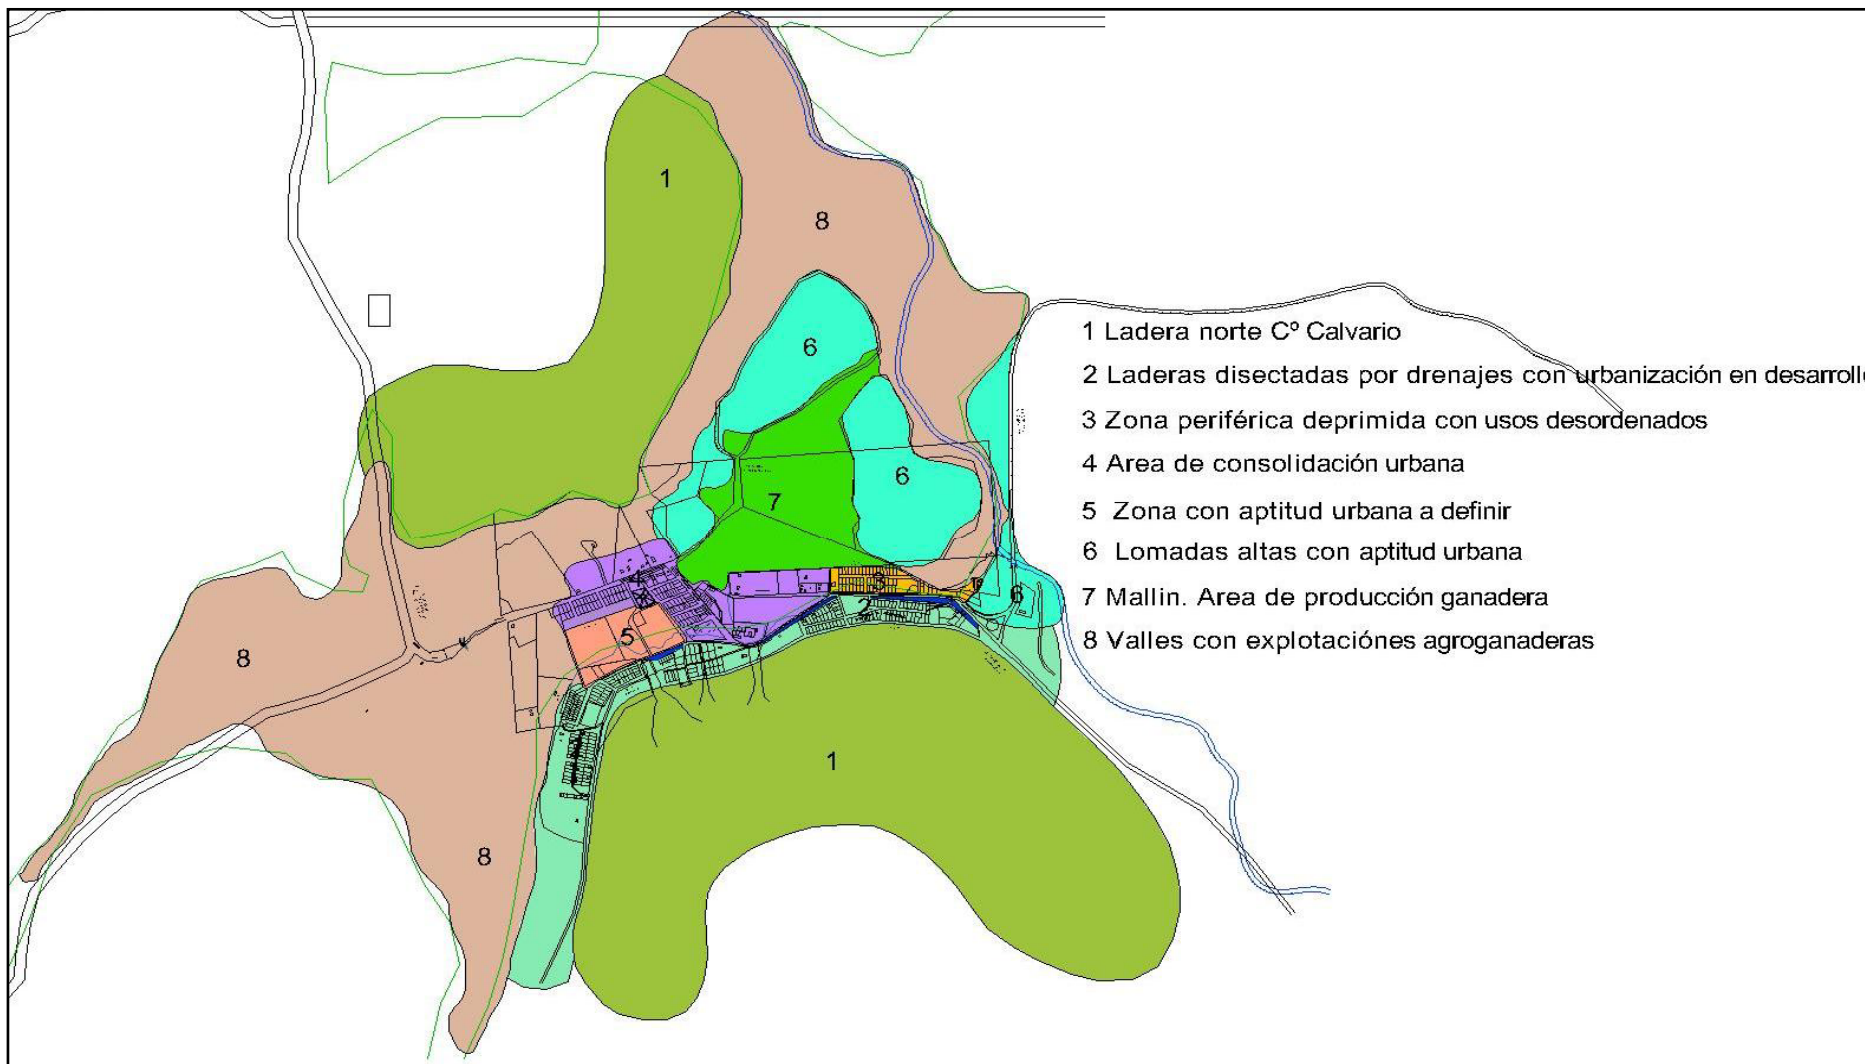 1
8
6
1 Ladera norte Cº Calvario
2 Laderas disectadas por drenajes con urbanización en desarroll
3 Zona periférica deprimida con usos desordenados
4 Area de consolidación urbana
5 Zona con aptitud urbana a definir
6 Lomadas altas con aptitud urbana
7 Mallin. Area de producción ganadera
8 Valles con explotaciónes agroganaderas
6
7
4
3
2
6
5
8
1
8